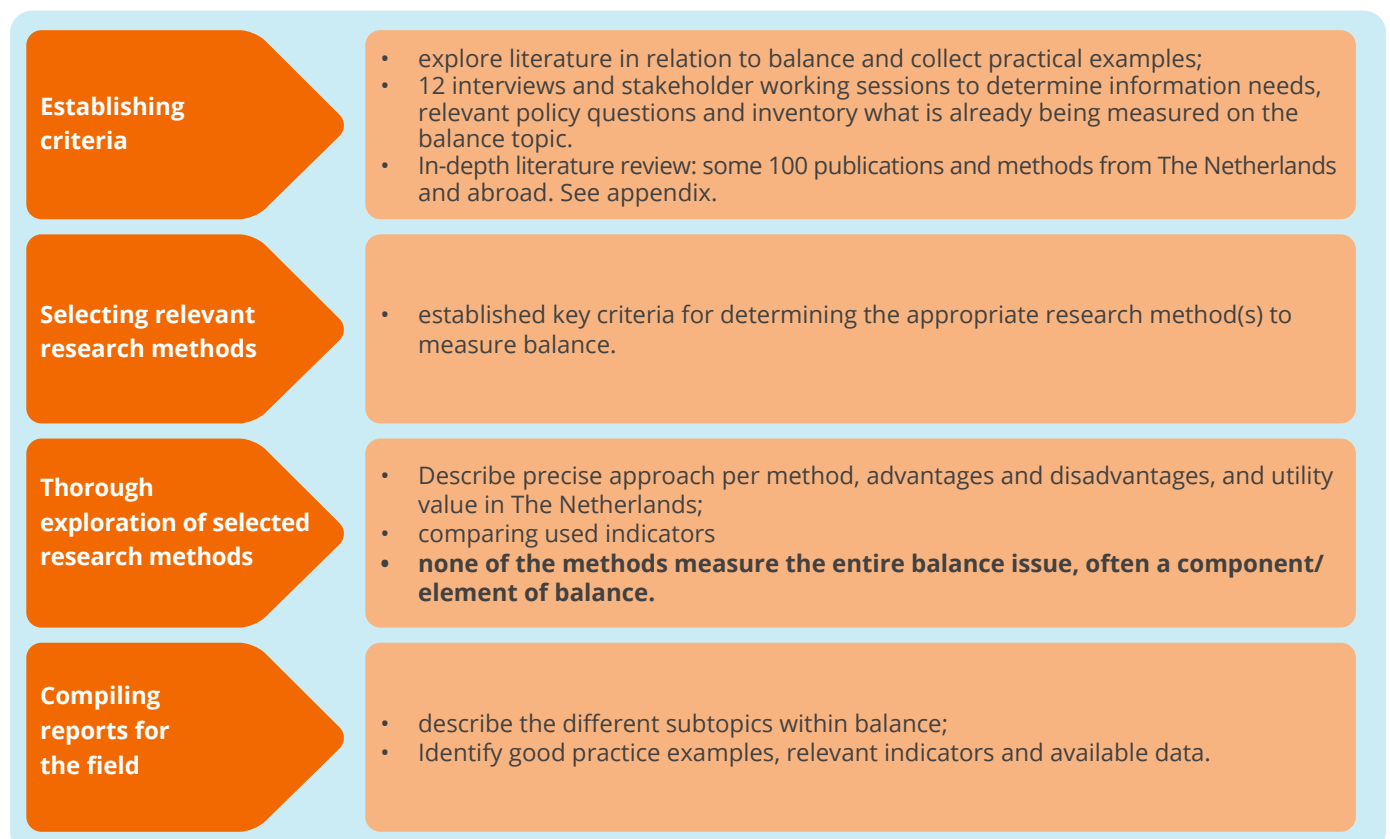 Establishing
criteria
• explore literature in relation to balance and collect practical examples;
• 12 interviews and stakeholder working sessions to determine information needs,
relevant policy questions and inventory what is already being measured on the
balance topic.
• In-depth literature review: some 100 publications and methods from The Netherlands
and abroad. See appendix.
Selecting relevant
research methods
• established key criteria for determining the appropriate research method(s) to
measure balance.
Thorough
exploration of selected
research methods
• Describe precise approach per method, advantages and disadvantages, and utility
value in The Netherlands;
• comparing used indicators
• none of the methods measure the entire balance issue, often a component/
element of balance.
Compiling
reports for
the field
• describe the different subtopics within balance;
• Identify good practice examples, relevant indicators and available data.